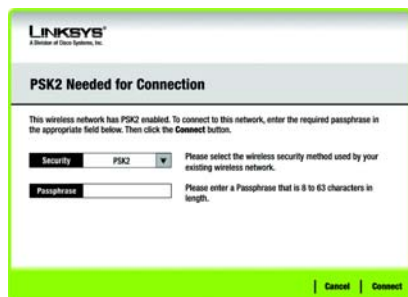 LINKSYS®
A Division of Cisco Systems, Inc.
PSK2 Needed for Connection
This wireless network has PSK2 enabled. To connect to this network, enter the required passphrase in
the appropriate field below. Then click the Connect button.
Security PSK2
Please select the wireless security method used by your
existing wireless network.
Passphrase
Please enter a Passphrase that is 8 to 63 characters in
length.
Cancel Connect